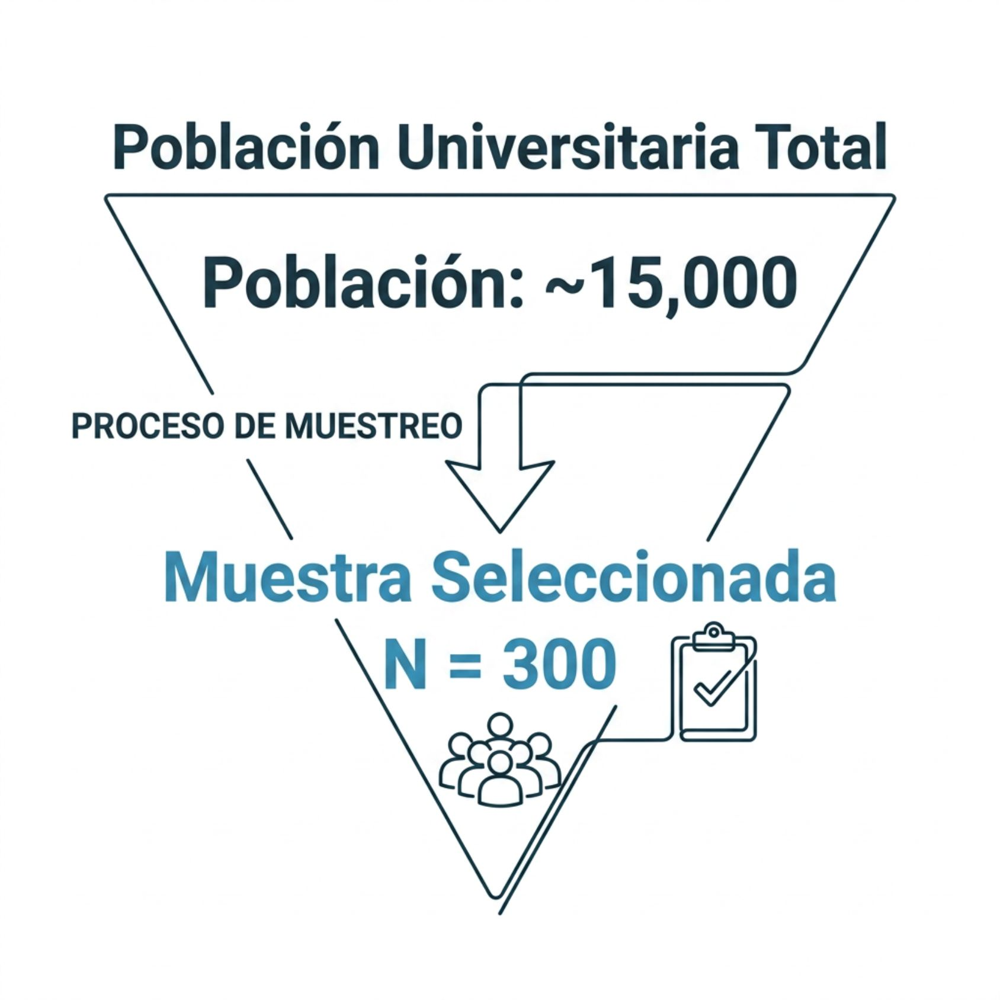 Población Universitaria Total
Población: ~15,000
PROCESO DE MUESTREO
Muestra Seleccionada
N = 300